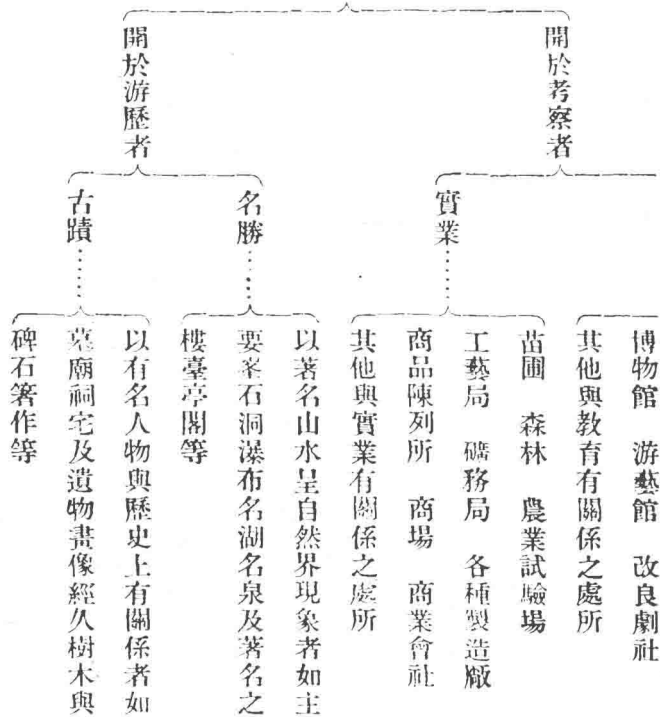 關於考察者
博物館 游藝館 改良劇社
其他與教育有關係之處所
實業……
苗圃 森林 農業試驗場
工藝局 礦務局 各種製造廠
商品陳列所 商場 商業會社
其他與實業有關係之處所
關於游歷者
名勝……
以著名山水呈自然界現象者如主
要峯石洞瀑布名湖名泉及著名之
樓臺亭閣等
古蹟……
以有名人物與歷史上有關係者如
墓廟祠宅及遺物畫像經久樹木與
碑石箸作等